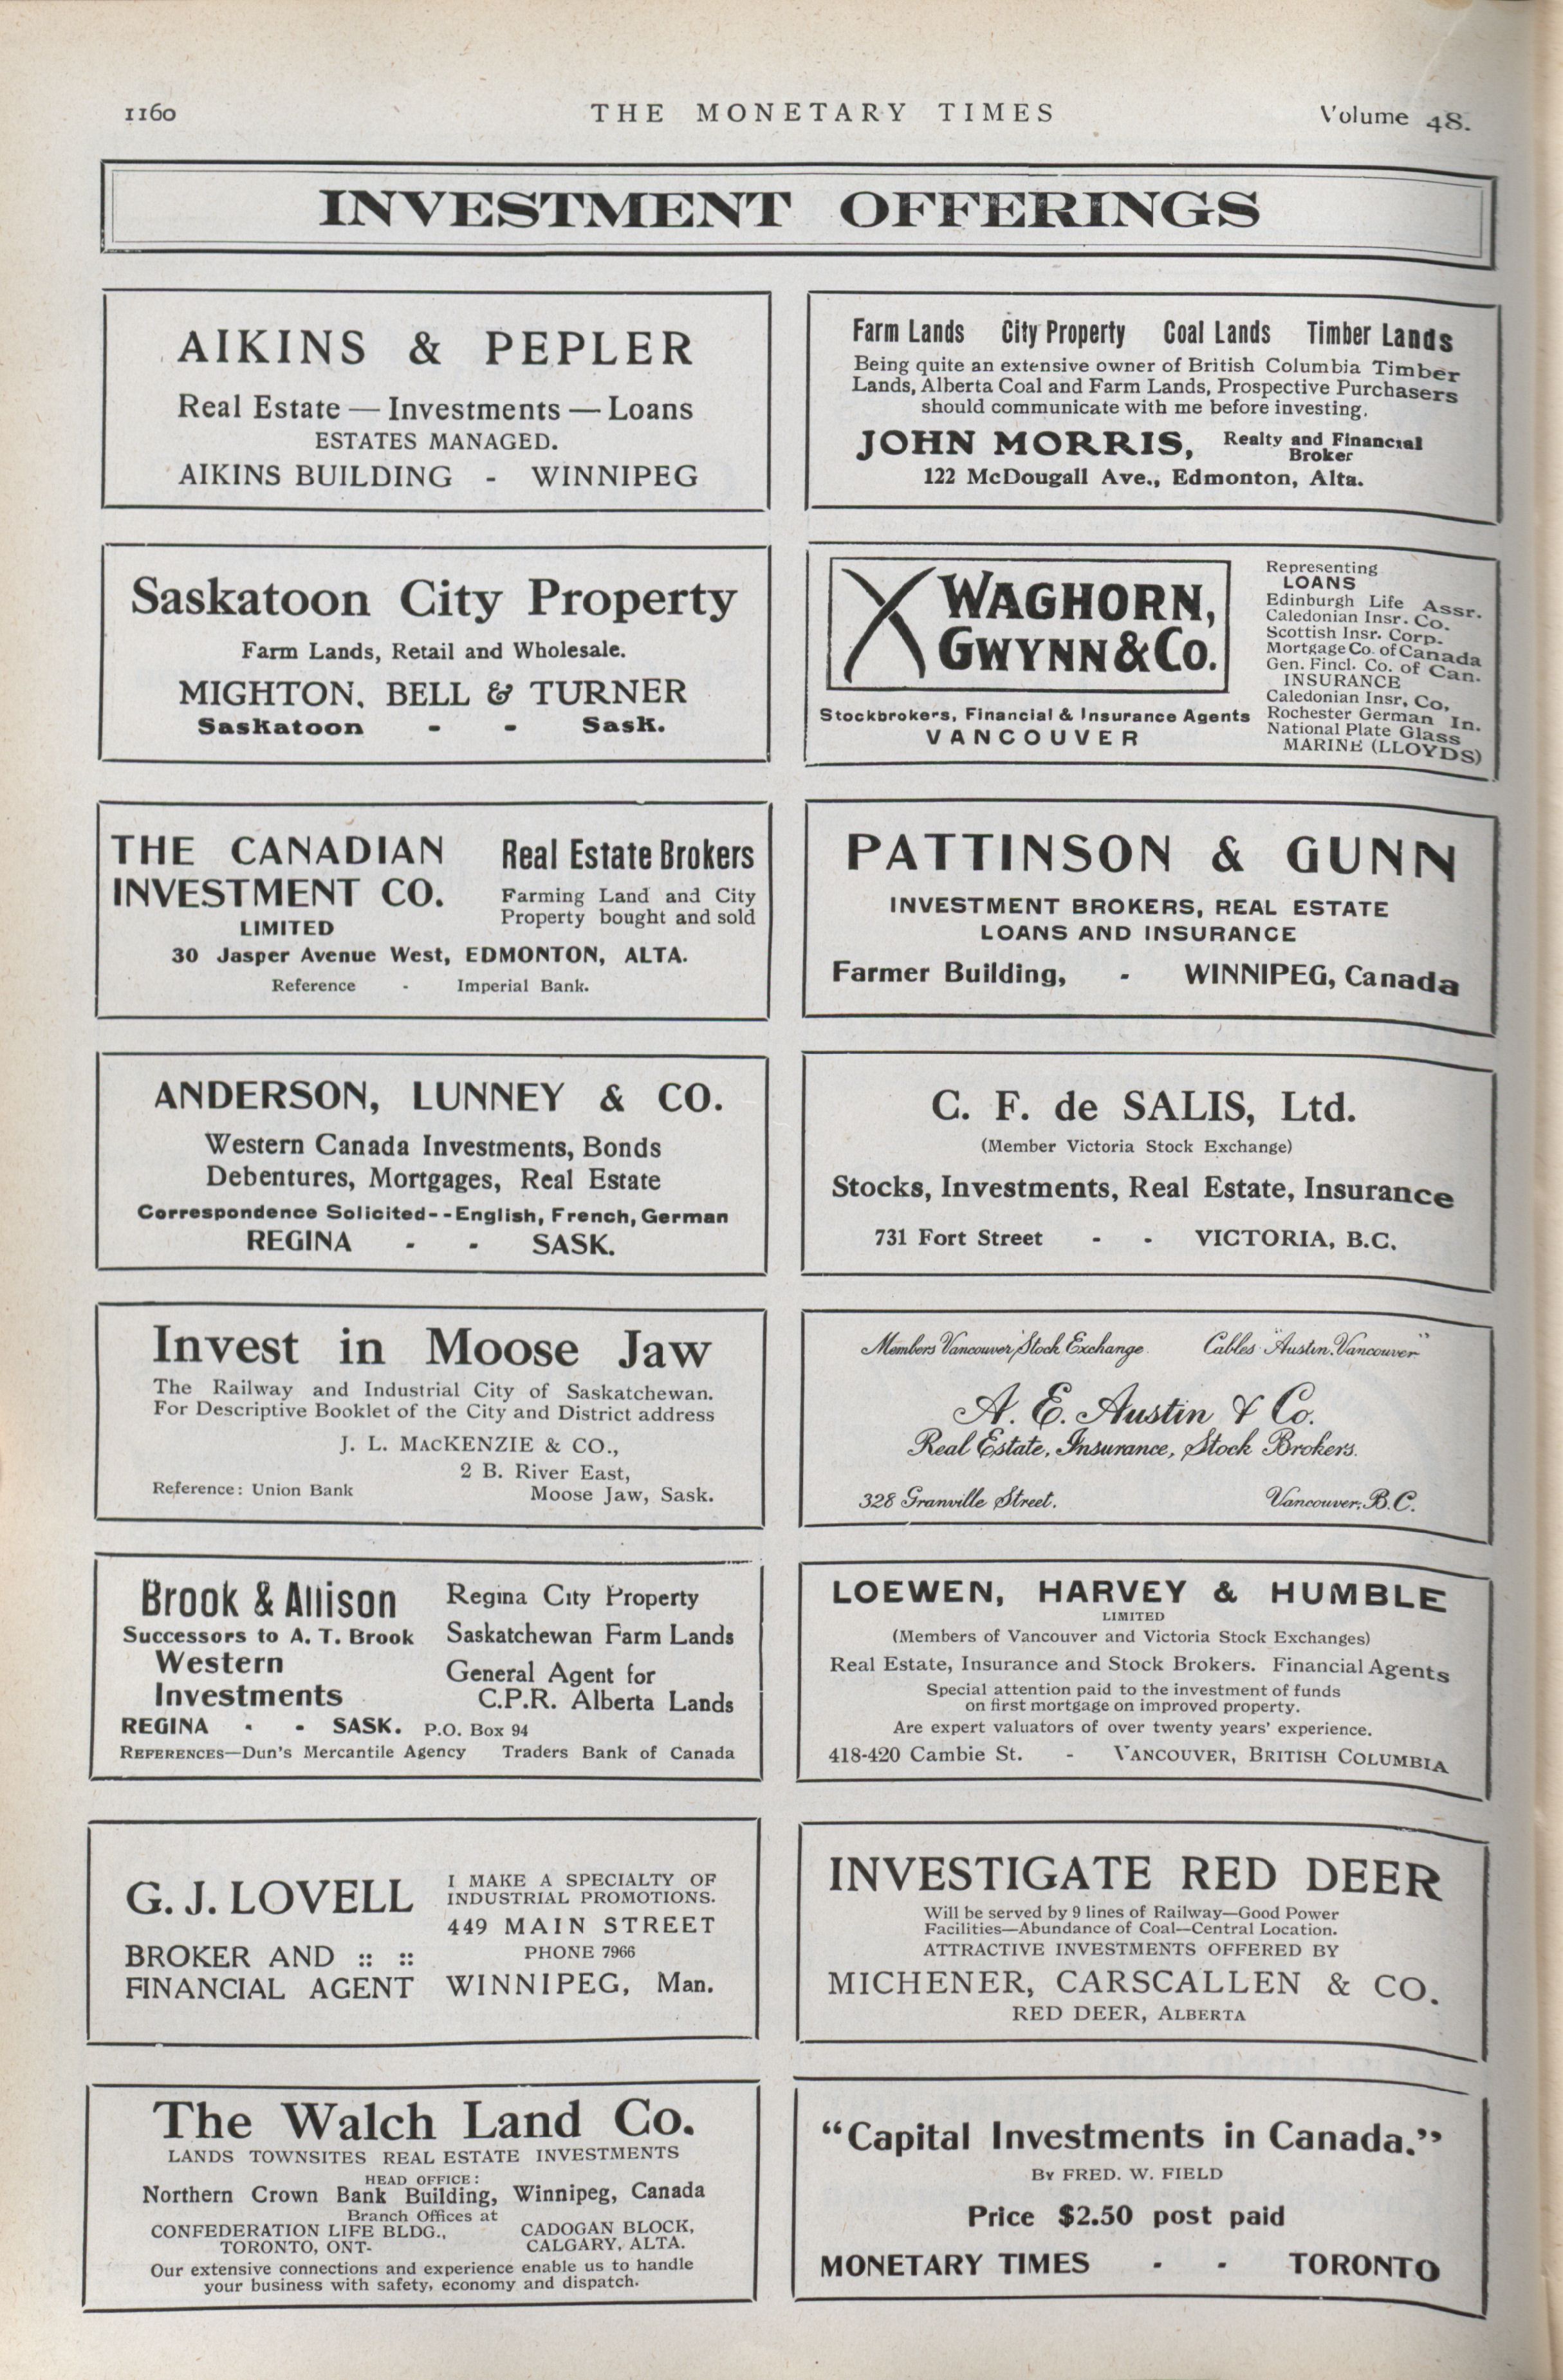 1160
THE MONETARY TIMES
Volume 48.
INVESTMENT OFFERINGS
AIKINS & PEPLER
Real Estate — Investments — Loans
ESTATES MANAGED.
AIKINS BUILDING - WINNIPEG
Farm Lands City Property Coal Lands Timber Lands
Being quite an extensive owner of British Columbia Timber
Lands, Alberta Coal and Farm Lands, Prospective Purchasers
should communicate with me before investing.
JOHN MORRIS, Realty and Financial
Broker
122 McDougall Ave., Edmonton, Alta.
Saskatoon City Property
Farm Lands, Retail and Wholesale.
MIGHTON, BELL & TURNER
Saskatoon - - Sask.
WAGHORN,
GWYNN & Co.
Stockbrokers, Financial & Insurance Agents
VANCOUVER
Representing
LOANS
Edinburgh Life Assr.
Caledonian Insr. Co.
Scottish Insr. Corp.
Mortgage Co. of Canada
Gen. Fincl. Co. of Can.
INSURANCE
Caledonian Insr. Co,
Rochester German In.
National Plate Glass
MARINE (LLOYDS)
THE CANADIAN
INVESTMENT CO.
LIMITED
Real Estate Brokers
Farming Land and City
Property bought and sold
30 Jasper Avenue West, EDMONTON, ALTA.
Reference - Imperial Bank.
PATTINSON & GUNN
INVESTMENT BROKERS, REAL ESTATE
LOANS AND INSURANCE
Farmer Building, - WINNIPEG, Canada
ANDERSON, LUNNEY & CO.
Western Canada Investments, Bonds
Debentures, Mortgages, Real Estate
Correspondence Solicited--English, French, German
REGINA - - SASK.
C. F. de SALIS, Ltd.
(Member Victoria Stock Exchange)
Stocks, Investments, Real Estate, Insurance
731 Fort Street - - VICTORIA, B.C.
Invest in Moose Jaw
The Railway and Industrial City of Saskatchewan.
For Descriptive Booklet of the City and District address
J. L. MACKENZIE & CO.,
2 B. River East,
Reference: Union Bank Moose Jaw, Sask.
Members Vancouver Stock Exchange. Cables "Austin, Vancouver"
A. E. Austin & Co.
Real Estate, Insurance, Stock Brokers.
328 Granville Street. Vancouver, B.C.
Brook & Allison
Successors to A. T. Brook
Western
Investments
Regina City Property
Saskatchewan Farm Lands
General Agent for
C.P.R. Alberta Lands
REGINA - - SASK. P.O. Box 94
REFERENCES—Dun's Mercantile Agency Traders Bank of Canada
LOEWEN, HARVEY & HUMBLE
LIMITED
(Members of Vancouver and Victoria Stock Exchanges)
Real Estate, Insurance and Stock Brokers. Financial Agents
Special attention paid to the investment of funds
on first mortgage on improved property.
Are expert valuators of over twenty years' experience.
418-420 Cambie St. - VANCOUVER, BRITISH COLUMBIA
G. J. LOVELL
BROKER AND :: ::
FINANCIAL AGENT
I MAKE A SPECIALTY OF
INDUSTRIAL PROMOTIONS.
449 MAIN STREET
PHONE 7966
WINNIPEG, Man.
INVESTIGATE RED DEER
Will be served by 9 lines of Railway—Good Power
Facilities—Abundance of Coal—Central Location.
ATTRACTIVE INVESTMENTS OFFERED BY
MICHENER, CARSCALLEN & CO.
RED DEER, ALBERTA
The Walch Land Co.
LANDS TOWNSITES REAL ESTATE INVESTMENTS
HEAD OFFICE:
Northern Crown Bank Building, Winnipeg, Canada
Branch Offices at
CONFEDERATION LIFE BLDG., CADOGAN BLOCK,
TORONTO, ONT. CALGARY, ALTA.
Our extensive connections and experience enable us to handle
your business with safety, economy and dispatch.
"Capital Investments in Canada."
By FRED. W. FIELD
Price $2.50 post paid
MONETARY TIMES - - TORONTO